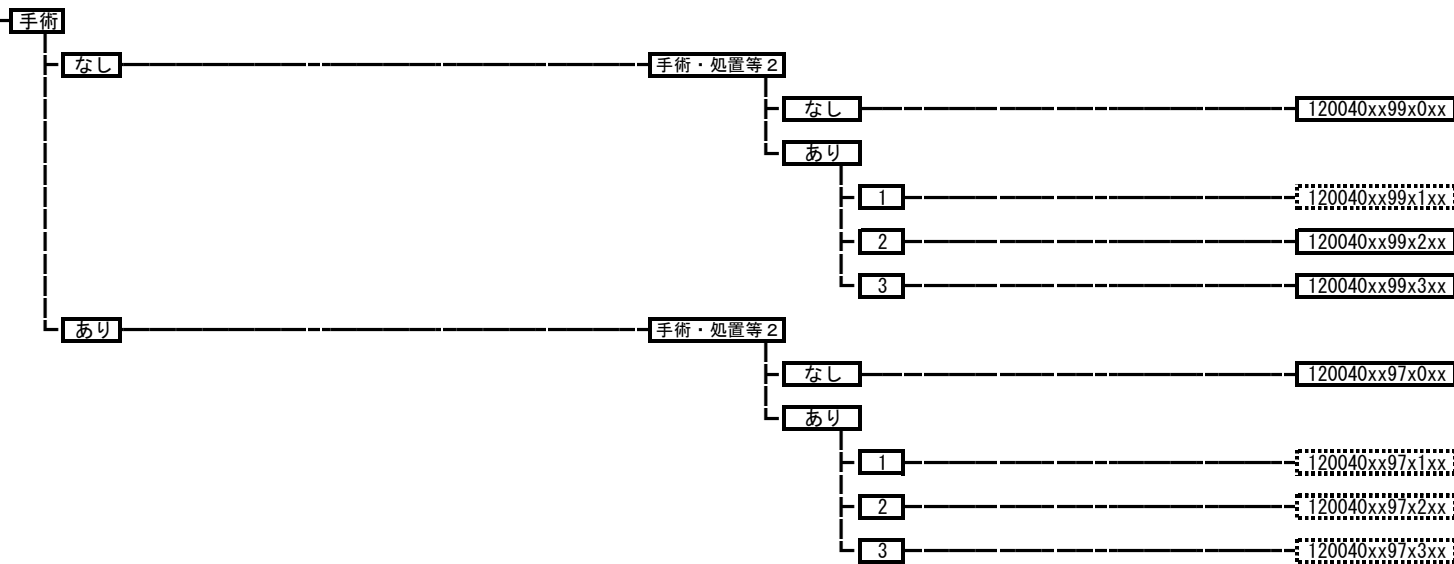 手術
なし 手術・処置等２
なし 120040xx99x0xx
あり
1 120040xx99x1xx
2 120040xx99x2xx
3 120040xx99x3xx
あり 手術・処置等２
なし 120040xx97x0xx
あり
1 120040xx97x1xx
2 120040xx97x2xx
3 120040xx97x3xx